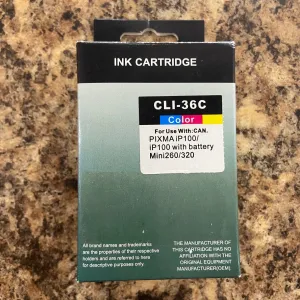 INK CARTRIDGE
CLI-36C
Color
For Use With:CAN.
PIXMA iP100/
iP100 with battery
Mini260/320
All brand names and trademarks
are the properties of their respective
holders and are referred to here
for descriptive purposes only.
THE MANUFACTURER OF
THIS CARTRIDGE HAS NO
AFFILIATION WITH THE
ORIGINAL EQUIPMENT
MANUFACTURER(OEM)